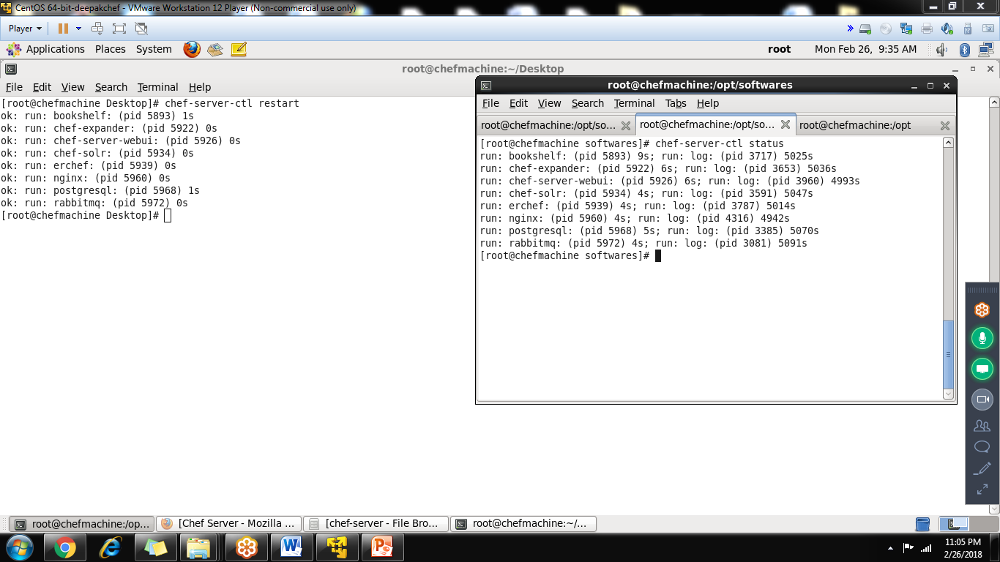 CentOS 64-bit-deepakchef - VMware Workstation 12 Player (Non-commercial use only)
Player
Applications Places System root Mon Feb 26, 9:35 AM
root@chefmachine:~/Desktop
File Edit View Search Terminal Help
[root@chefmachine Desktop]# chef-server-ctl restart
ok: run: bookshelf: (pid 5893) 1s
ok: run: chef-expander: (pid 5922) 0s
ok: run: chef-server-webui: (pid 5926) 0s
ok: run: chef-solr: (pid 5934) 0s
ok: run: erchef: (pid 5939) 0s
ok: run: nginx: (pid 5960) 0s
ok: run: postgresql: (pid 5968) 1s
ok: run: rabbitmq: (pid 5972) 0s
[root@chefmachine Desktop]#
root@chefmachine:/opt/softwares
File Edit View Search Terminal Tabs Help
root@chefmachine:/opt/so... root@chefmachine:/opt/so... root@chefmachine:/opt
[root@chefmachine softwares]# chef-server-ctl status
run: bookshelf: (pid 5893) 9s; run: log: (pid 3717) 5025s
run: chef-expander: (pid 5922) 6s; run: log: (pid 3653) 5036s
run: chef-server-webui: (pid 5926) 6s; run: log: (pid 3960) 4993s
run: chef-solr: (pid 5934) 4s; run: log: (pid 3591) 5047s
run: erchef: (pid 5939) 4s; run: log: (pid 3787) 5014s
run: nginx: (pid 5960) 4s; run: log: (pid 4316) 4942s
run: postgresql: (pid 5968) 5s; run: log: (pid 3385) 5070s
run: rabbitmq: (pid 5972) 4s; run: log: (pid 3081) 5091s
[root@chefmachine softwares]#
root@chefmachine:/op... [Chef Server - Mozilla ... [chef-server - File Bro... root@chefmachine:~/...
11:05 PM
2/26/2018